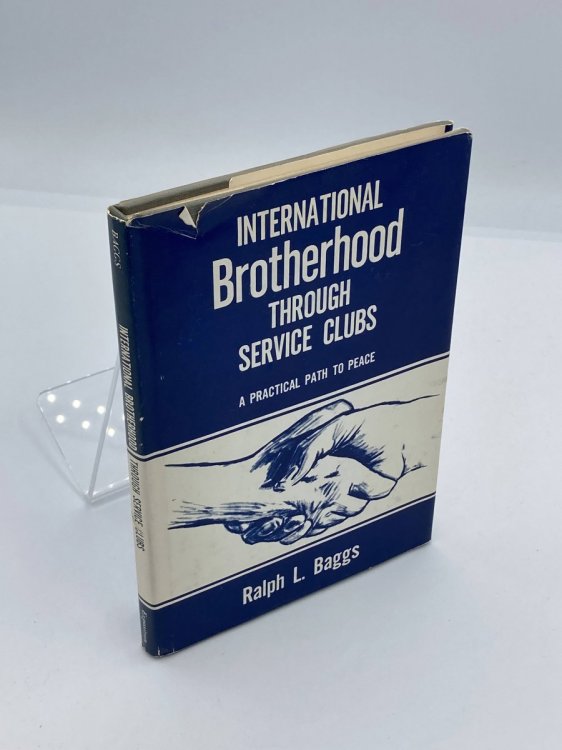 INTERNATIONAL
Brotherhood
THROUGH
SERVICE CLUBS
A PRACTICAL PATH TO PEACE
Ralph L. Baggs
BAGGS
INTERNATIONAL BROTHERHOOD THROUGH SERVICE CLUBS